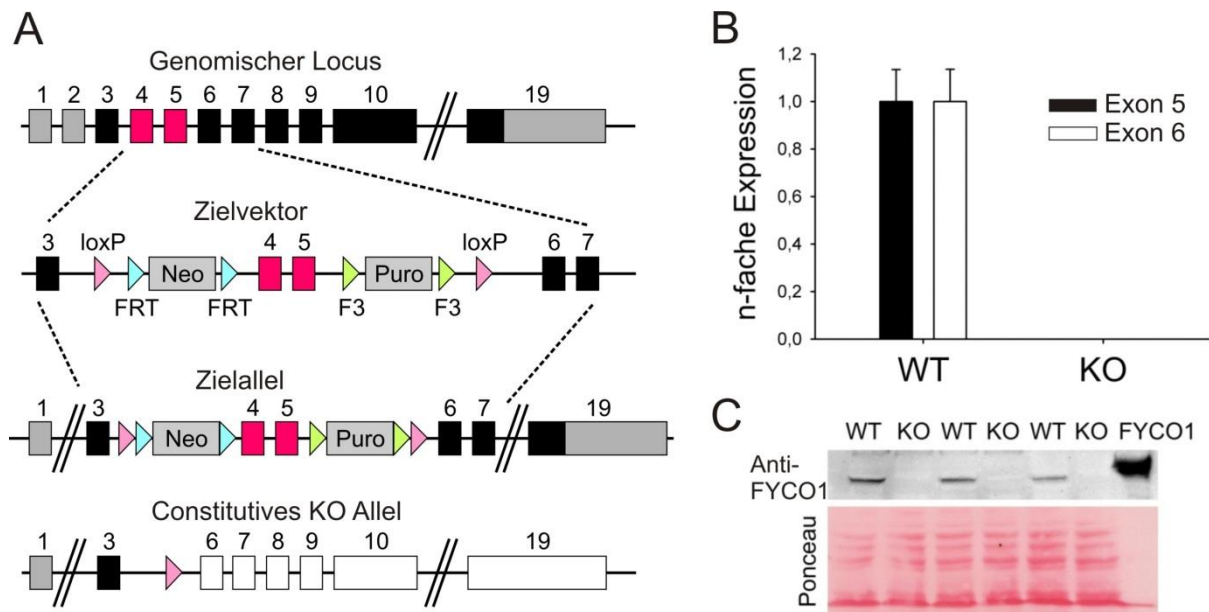 A
Genomischer Locus
1 2 3 4 5 6 7 8 9 10 19
Zielvektor
3 loxP 4 5 loxP 6 7
Neo Puro
FRT FRT F3 F3
Zielallel
1 3 4 5 6 7 19
Neo Puro
Constitutives KO Allel
1 3 6 7 8 9 10 19
B
n-fache Expression
1,2
1,0
0,8
0,6
0,4
0,2
0,0
Exon 5
Exon 6
WT KO
C
WT KO WT KO WT KO FYCO1
Anti-
FYCO1
Ponceau